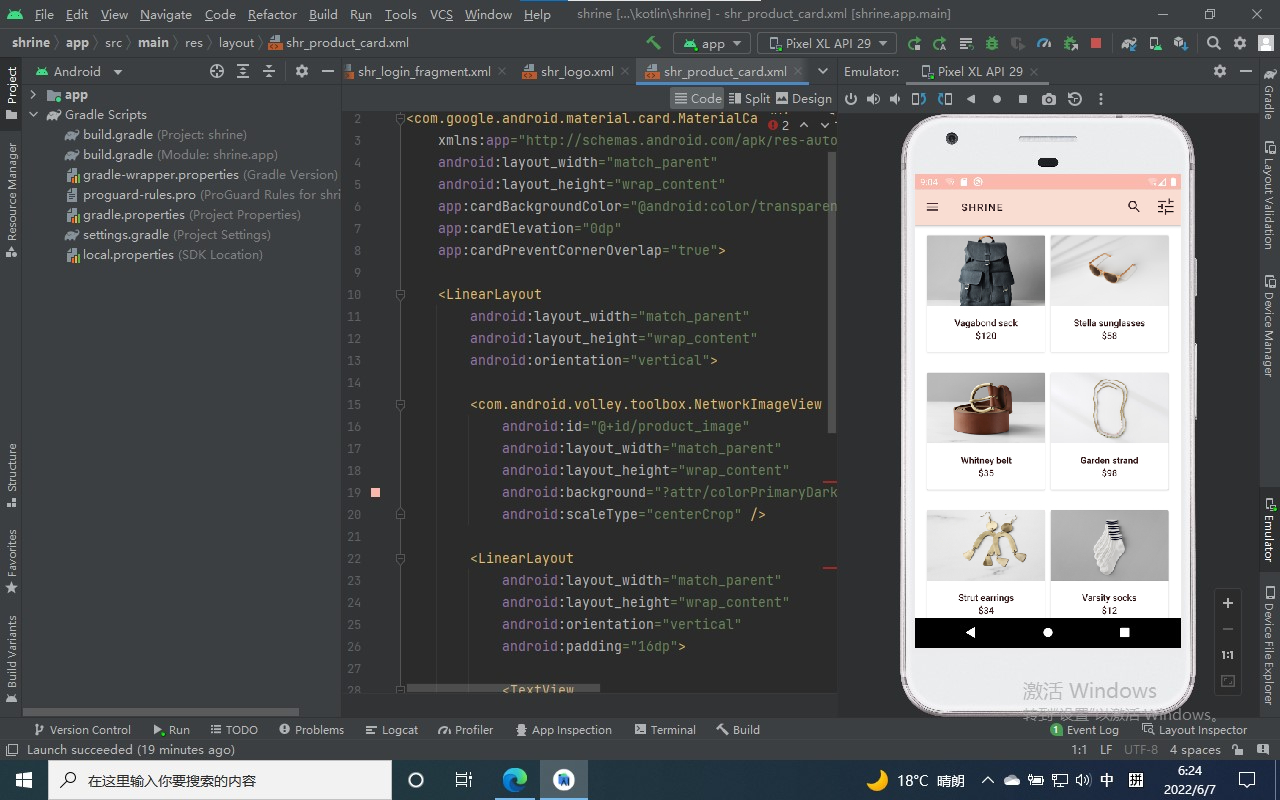 File Edit View Navigate Code Refactor Build Run Tools VCS Window Help shrine [...\kotlin\shrine] - shr_product_card.xml [shrine.app.main]
shrine app src main res layout shr_product_card.xml app Pixel XL API 29
Android shr_login_fragment.xml shr_logo.xml shr_product_card.xml Emulator: Pixel XL API 29
Code Split Design
Project
Resource Manager
Structure
Favorites
Build Variants
app
Gradle Scripts
build.gradle (Project: shrine)
build.gradle (Module: shrine.app)
gradle-wrapper.properties (Gradle Version)
proguard-rules.pro (ProGuard Rules for shri
gradle.properties (Project Properties)
settings.gradle (Project Settings)
local.properties (SDK Location)
2 <com.google.android.material.card.MaterialCa 2
3 xmlns:app="http://schemas.android.com/apk/res-auto
4 android:layout_width="match_parent"
5 android:layout_height="wrap_content"
6 app:cardBackgroundColor="@android:color/transparen
7 app:cardElevation="0dp"
8 app:cardPreventCornerOverlap="true">
9
10 <LinearLayout
11 android:layout_width="match_parent"
12 android:layout_height="wrap_content"
13 android:orientation="vertical">
14
15 <com.android.volley.toolbox.NetworkImageView
16 android:id="@+id/product_image"
17 android:layout_width="match_parent"
18 android:layout_height="wrap_content"
19 android:background="?attr/colorPrimaryDark
20 android:scaleType="centerCrop" />
21
22 <LinearLayout
23 android:layout_width="match_parent"
24 android:layout_height="wrap_content"
25 android:orientation="vertical"
26 android:padding="16dp">
27
28 <TextView
9:04
SHRINE
Vagabond sack
$120
Stella sunglasses
$58
Whitney belt
$35
Garden strand
$98
Strut earrings
$34
Varsity socks
$12
1:1
Gradle
Layout Validation
Device Manager
Emulator
Device File Explorer
激活 Windows
转到"设置"以激活 Windows。
Version Control Run TODO Problems Logcat Profiler App Inspection Terminal Build 1 Event Log Layout Inspector
Launch succeeded (19 minutes ago) 1:1 LF UTF-8 4 spaces
在这里输入你要搜索的内容 18°C 晴朗 中 拼 6:24
2022/6/7